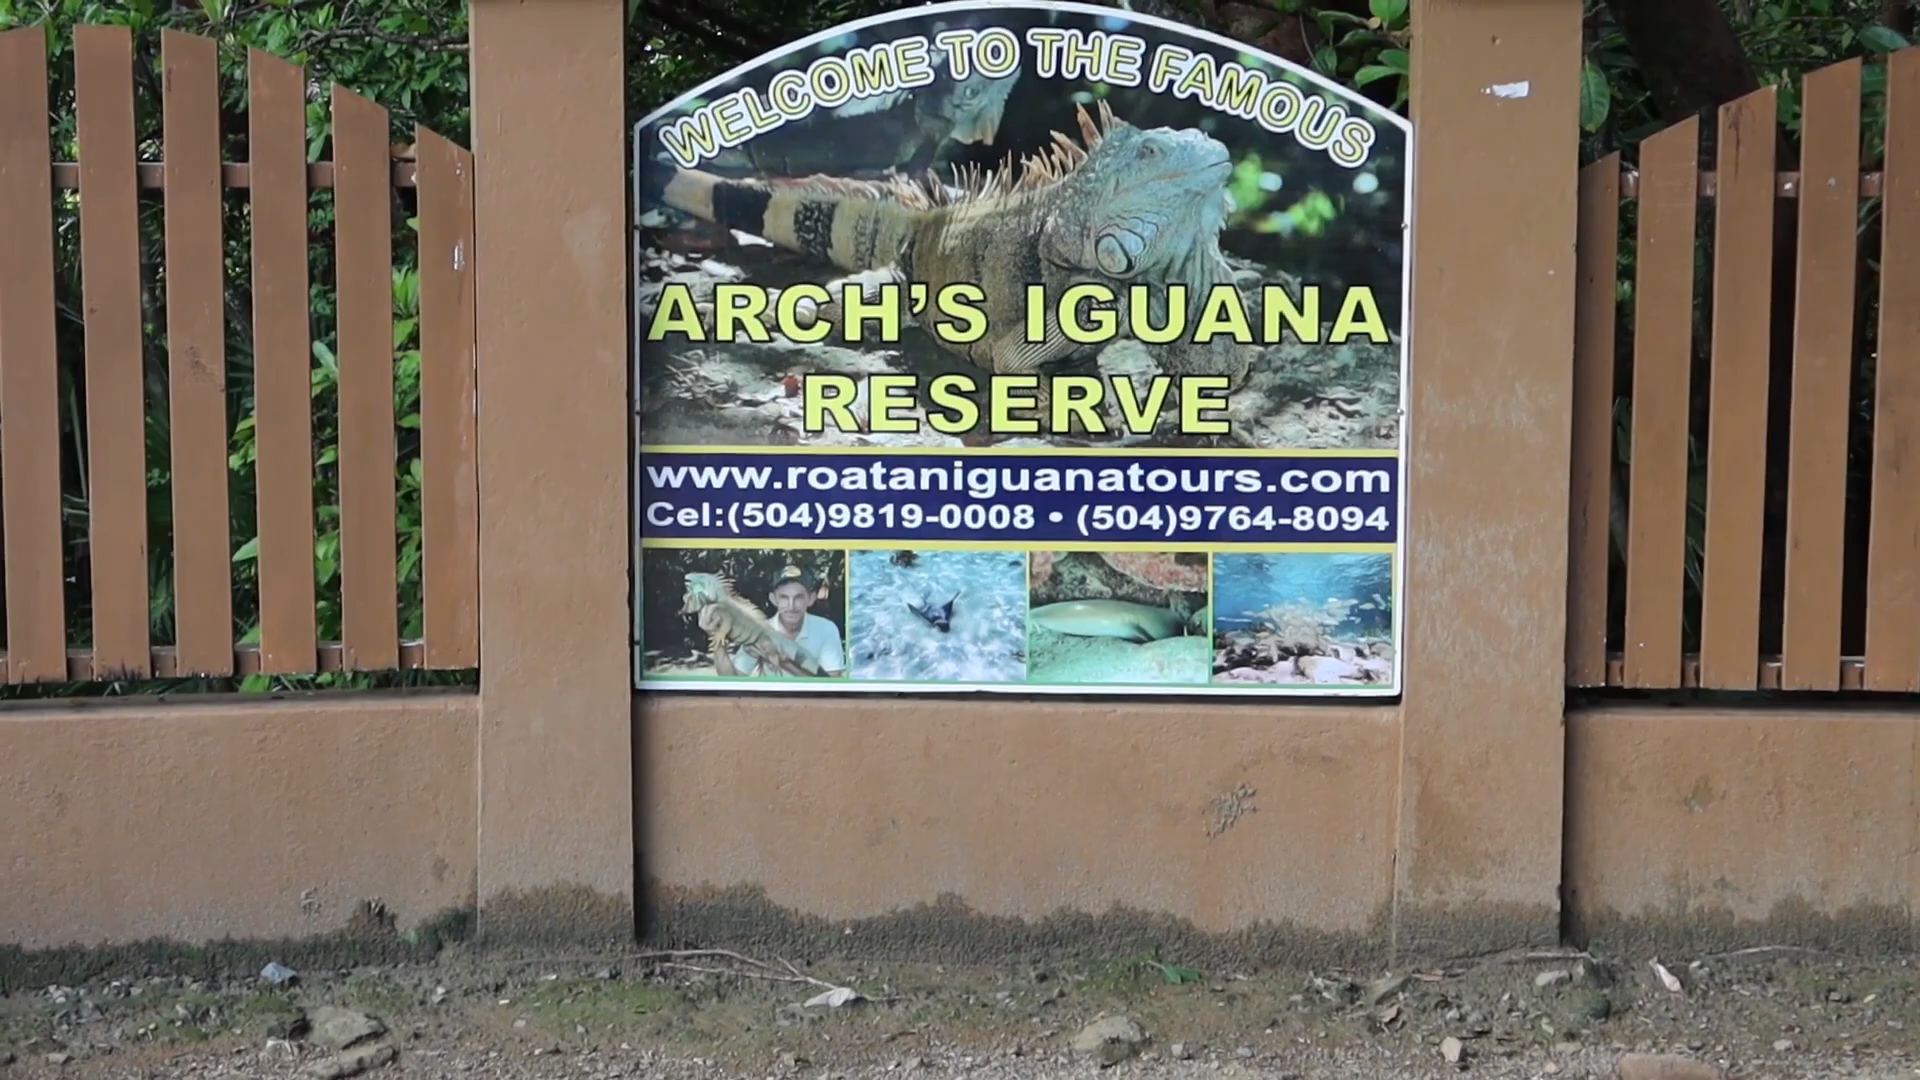 WELCOME TO THE FAMOUS
ARCH'S IGUANA
RESERVE
www.roataniguanatours.com
Cel:(504)9819-0008 • (504)9764-8094